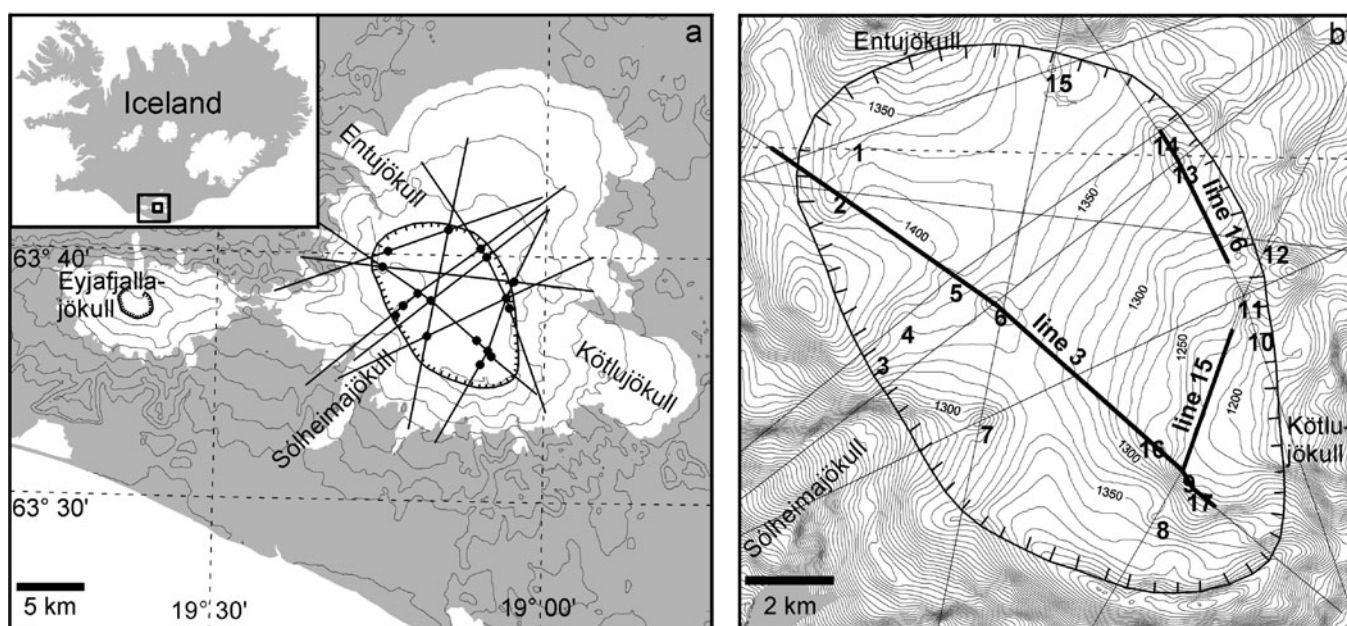 a
Iceland
Entujökull
63° 40'
Eyjafjalla-
jökull
Kötlujökull
Sólheimajökull
63° 30'
5 km
19° 30'
19° 00'
b
Entujökull
15
1350
14
1
13
line 16
1350
2
1400
12
5
1300
6
11
line 3
10
4
1250
3
line 15
1200
1300
7
Kötlu-
jökull
16
1300
9
Sólheimajökull
1350
17
8
2 km